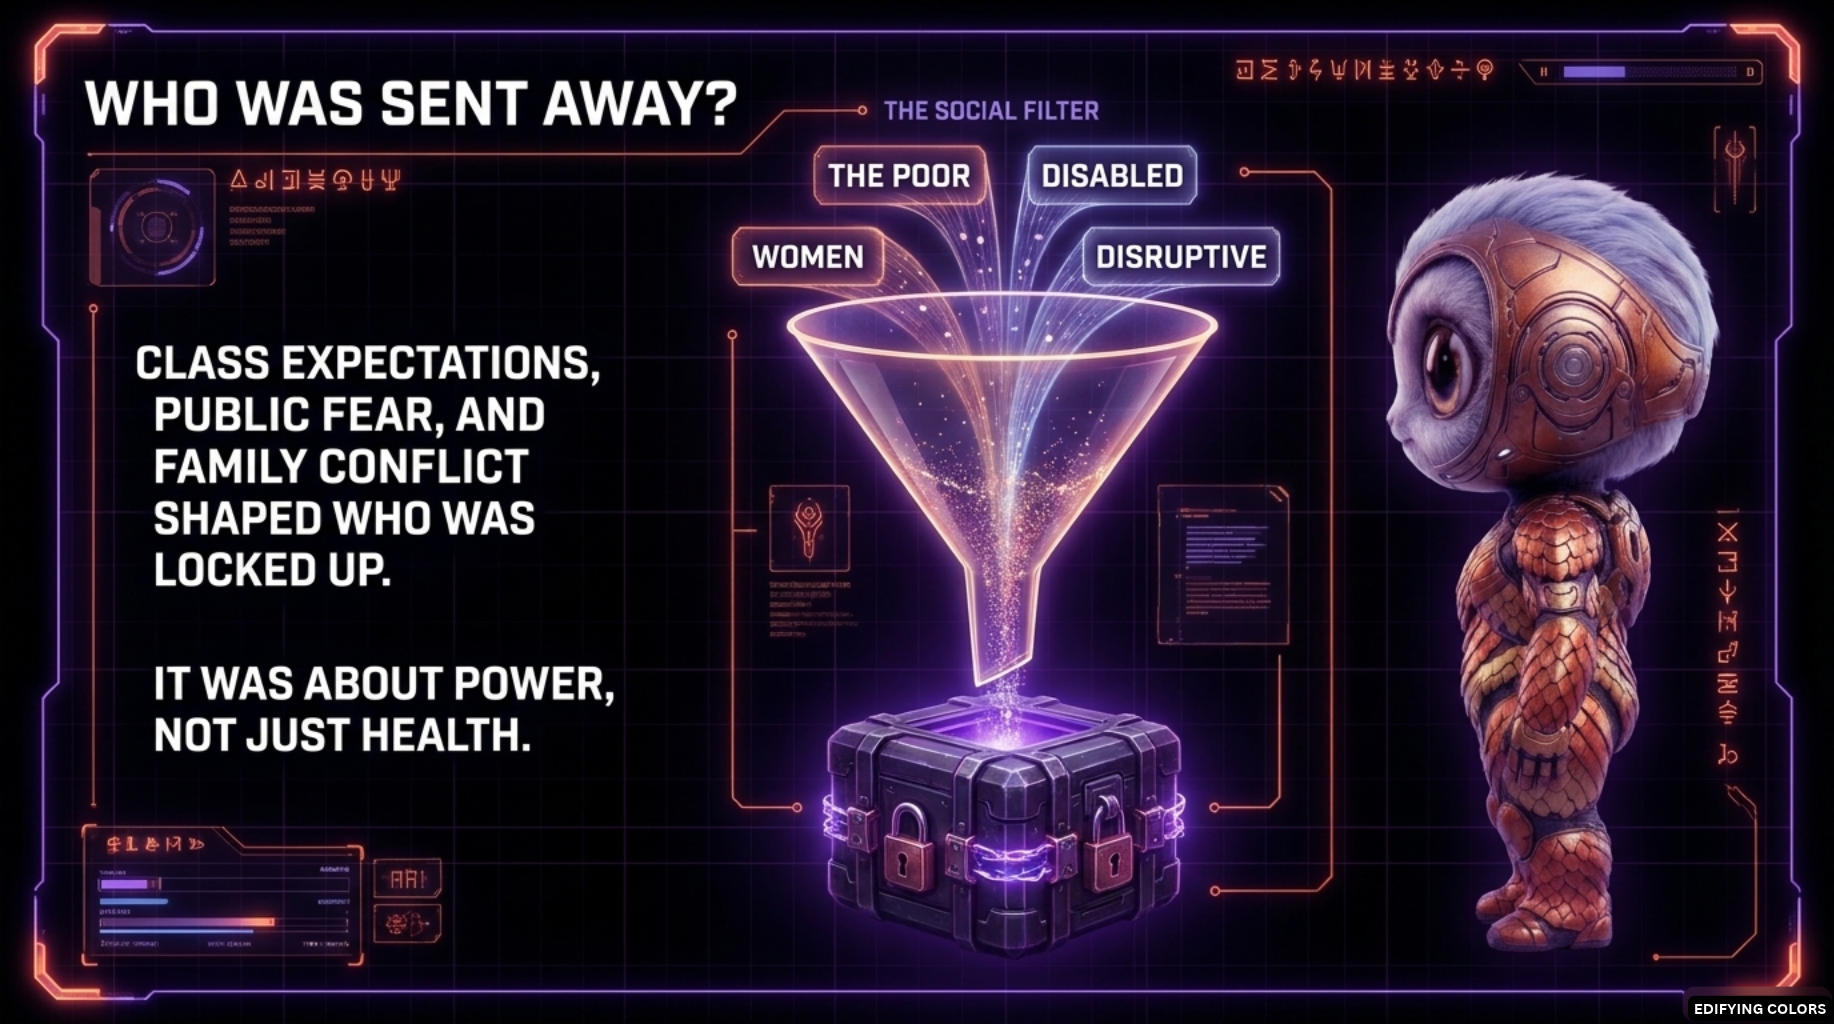 WHO WAS SENT AWAY?
THE SOCIAL FILTER
THE POOR
DISABLED
WOMEN
DISRUPTIVE
CLASS EXPECTATIONS,
PUBLIC FEAR, AND
FAMILY CONFLICT
SHAPED WHO WAS
LOCKED UP.
IT WAS ABOUT POWER,
NOT JUST HEALTH.
H
D
EDIFYING COLORS